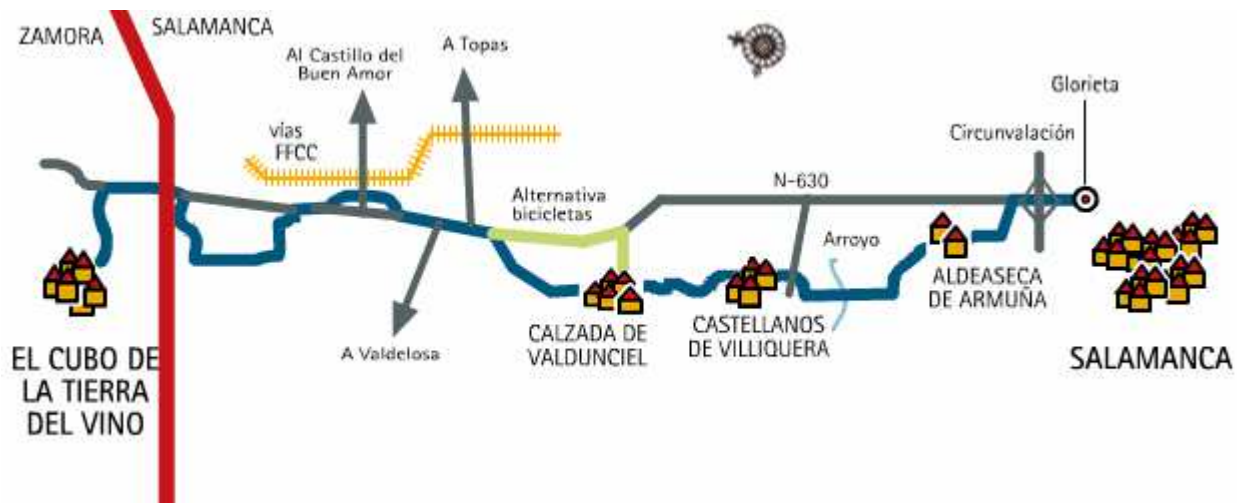 ZAMORA
SALAMANCA
Al Castillo del
Buen Amor
A Topas
Glorieta
Circunvalación
vías
FFCC
Alternativa
bicicletas
N-630
Arroyo
ALDEASECA
DE ARMUÑA
CALZADA DE
VALDUNCIEL
CASTELLANOS
DE VILLIQUERA
A Valdelosa
EL CUBO DE
LA TIERRA
DEL VINO
SALAMANCA